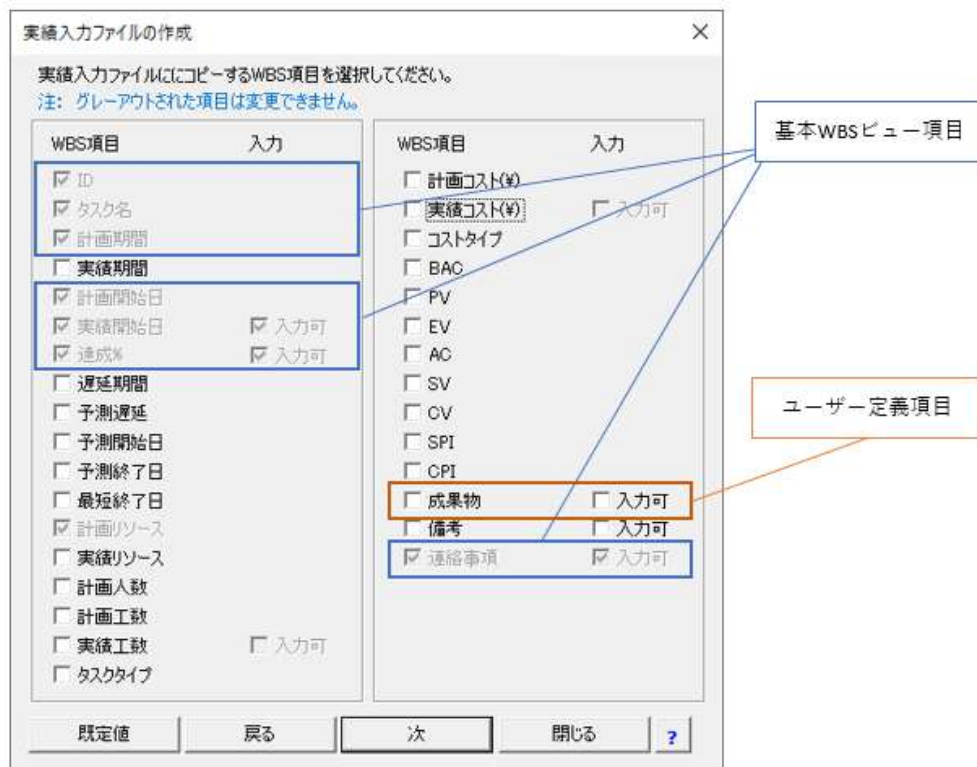 実績入力ファイルの作成
実績入力ファイルににコピーするWBS項目を選択してください。
注: グレーアウトされた項目は変更できません。
WBS項目 入力
ID
タスク名
計画期間
実績期間
計画開始日
実績開始日 入力可
達成% 入力可
遅延期間
予測遅延
予測開始日
予測終了日
最短終了日
計画リソース
実績リソース
計画人数
計画工数
実績工数 入力可
タスクタイプ
WBS項目 入力
計画コスト(¥)
実績コスト(¥) 入力可
コストタイプ
BAC
PV
EV
AC
SV
CV
SPI
CPI
成果物 入力可
備考 入力可
連絡事項 入力可
既定値 戻る 次 閉じる ?
基本WBSビュー項目
ユーザー定義項目